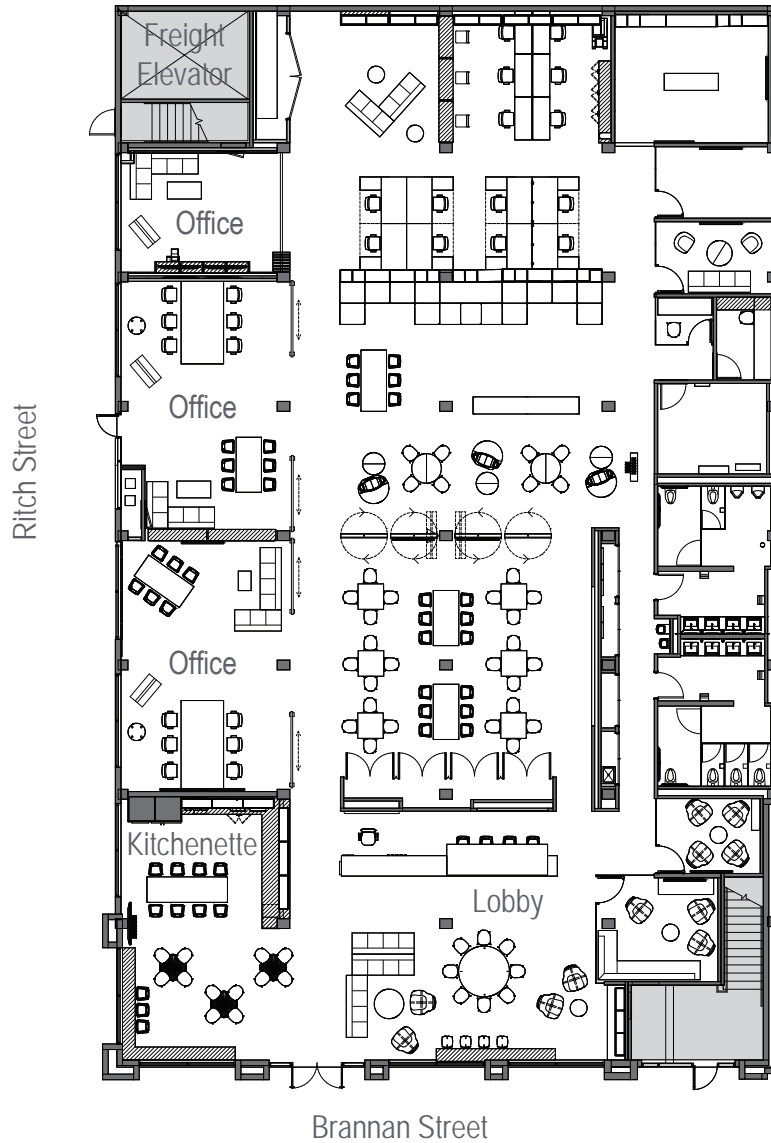 Freight
Elevator
Office
Office
Ritch Street
Office
Kitchenette
Lobby
Brannan Street